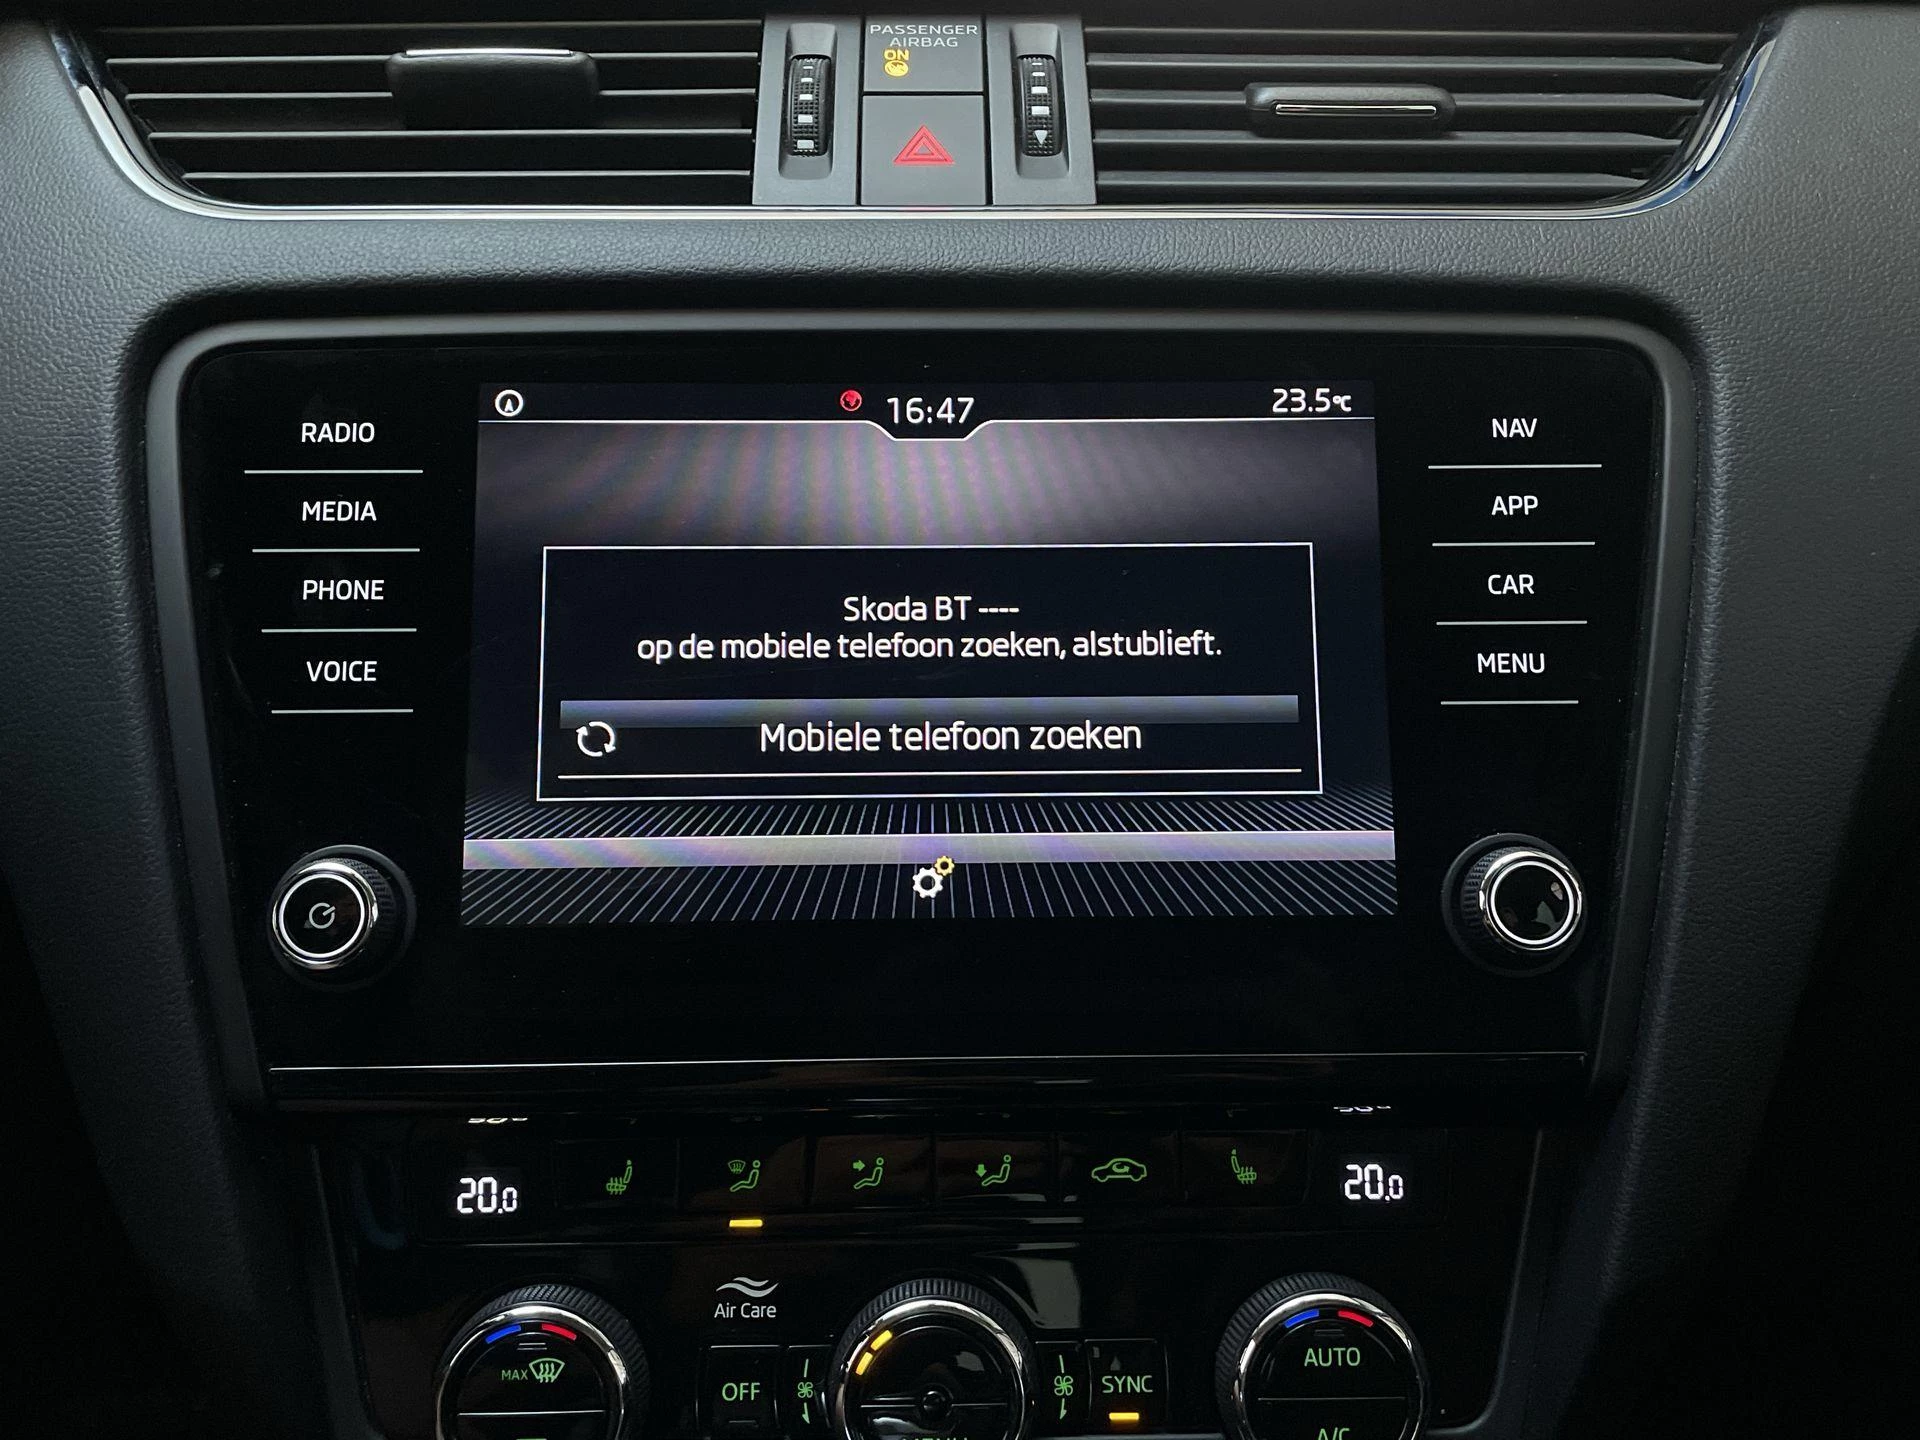 PASSENGER
AIRBAG
ON
16:47
23.5°C
RADIO
MEDIA
PHONE
VOICE
NAV
APP
CAR
MENU
Skoda BT ----
op de mobiele telefoon zoeken, alstublieft.
Mobiele telefoon zoeken
20.0
20.0
Air Care
MAX
OFF
SYNC
AUTO
A/C
MENU